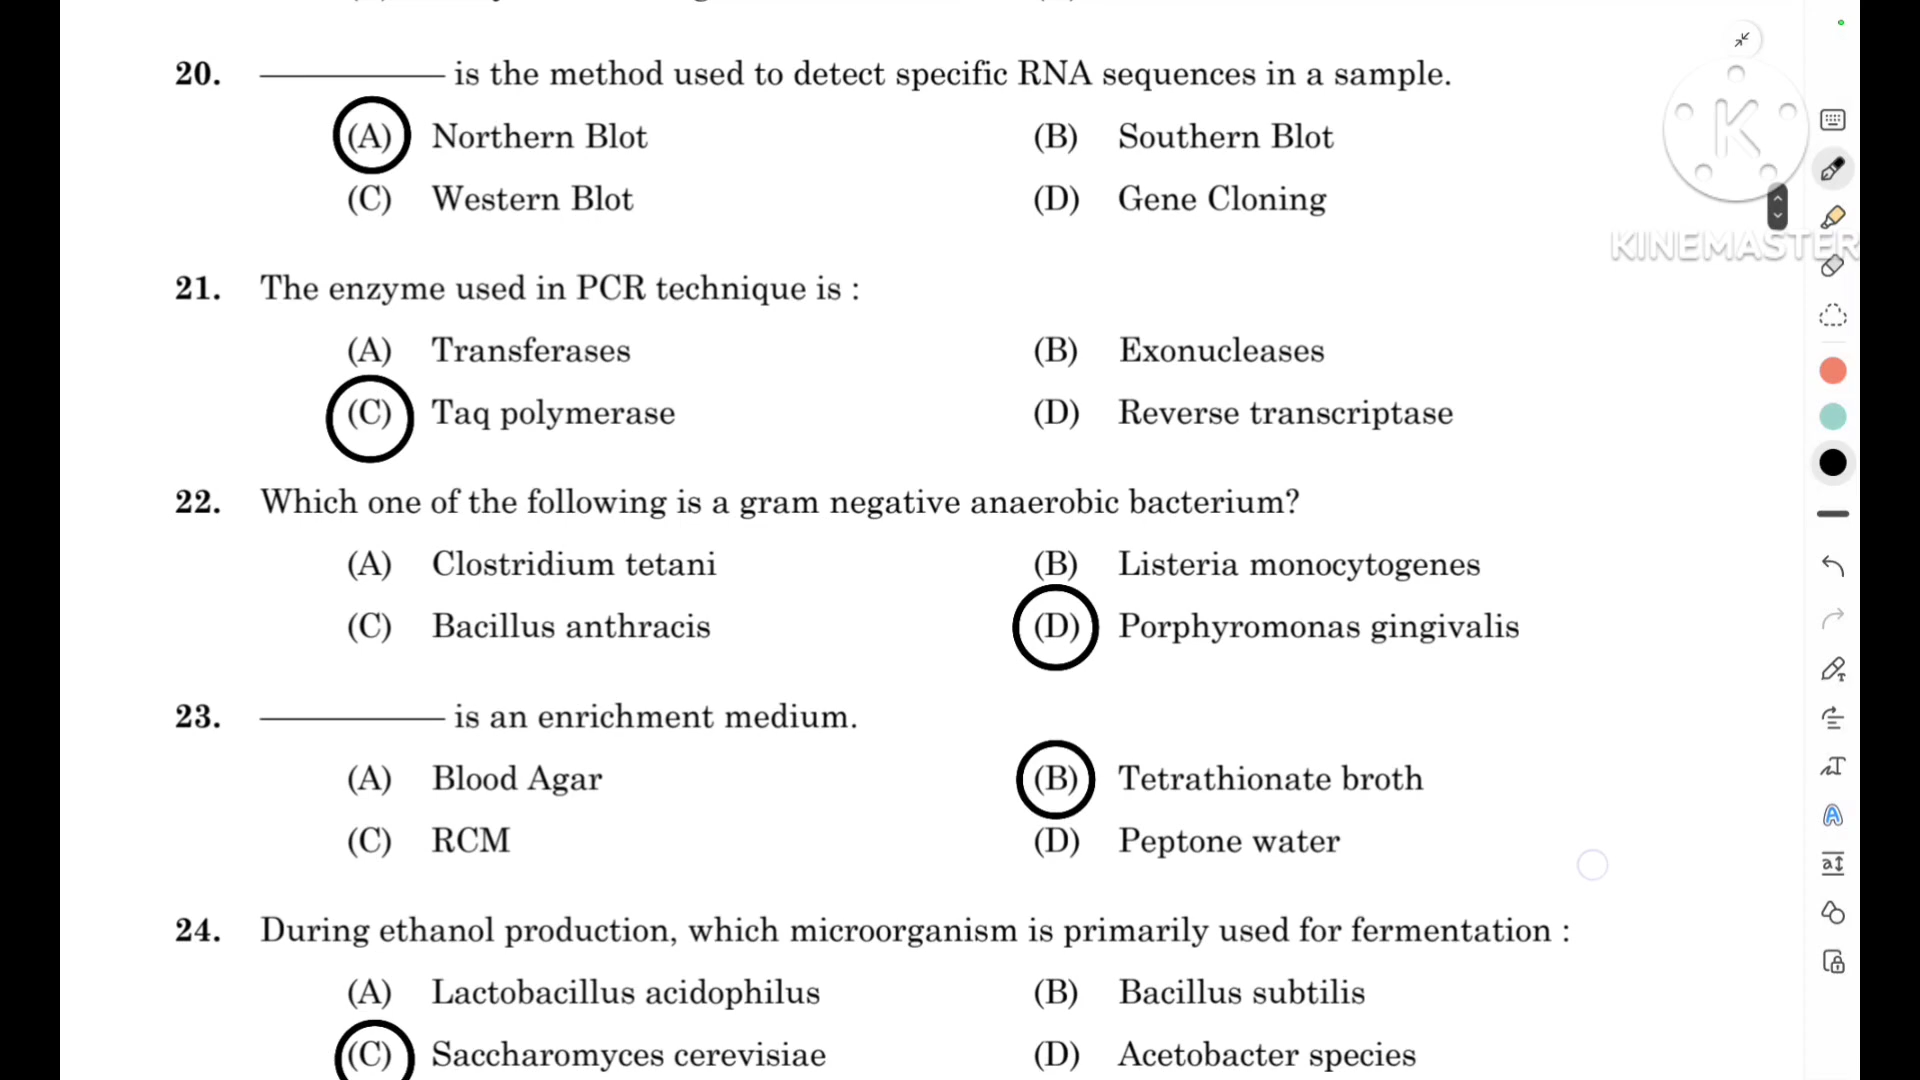 20. ________ is the method used to detect specific RNA sequences in a sample.
(A) Northern Blot (B) Southern Blot
(C) Western Blot (D) Gene Cloning
21. The enzyme used in PCR technique is :
(A) Transferases (B) Exonucleases
(C) Taq polymerase (D) Reverse transcriptase
22. Which one of the following is a gram negative anaerobic bacterium?
(A) Clostridium tetani (B) Listeria monocytogenes
(C) Bacillus anthracis (D) Porphyromonas gingivalis
23. ________ is an enrichment medium.
(A) Blood Agar (B) Tetrathionate broth
(C) RCM (D) Peptone water
24. During ethanol production, which microorganism is primarily used for fermentation :
(A) Lactobacillus acidophilus (B) Bacillus subtilis
(C) Saccharomyces cerevisiae (D) Acetobacter species
K
KINEMASTER